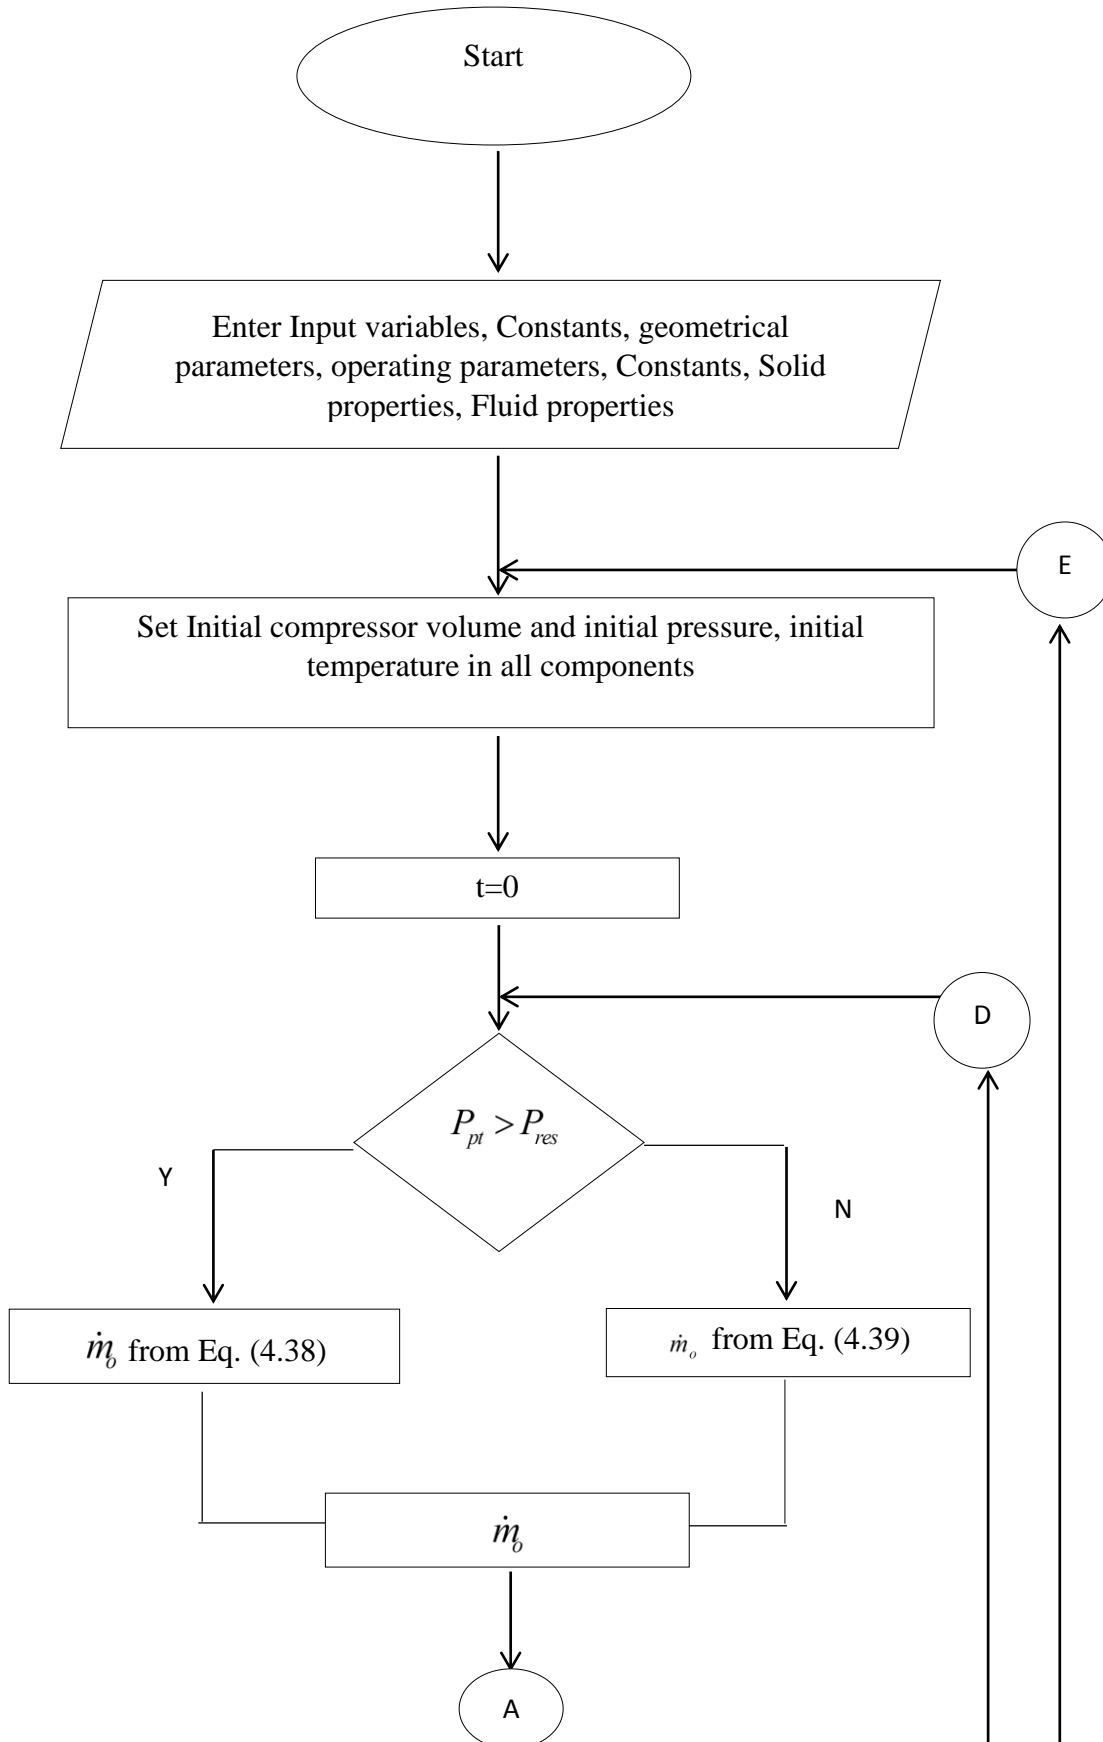 Start
Enter Input variables, Constants, geometrical
parameters, operating parameters, Constants, Solid
properties, Fluid properties
E
Set Initial compressor volume and initial pressure, initial
temperature in all components
t=0
D
P_pt > P_res
Y
N
ṁ_o from Eq. (4.38)
ṁ_o from Eq. (4.39)
ṁ_o
A